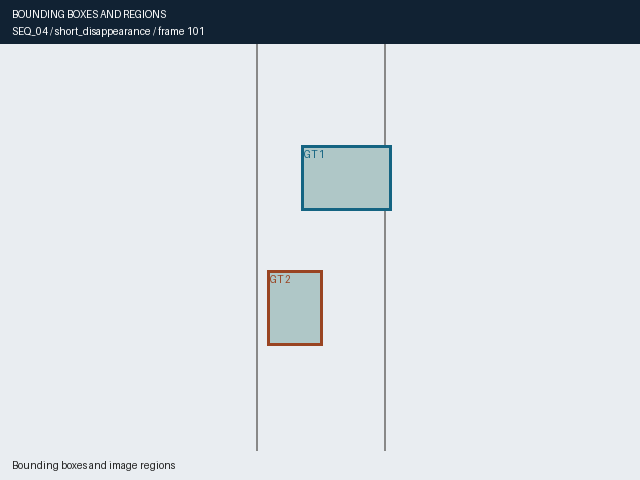 BOUNDING BOXES AND REGIONS
SEQ_04 / short_disappearance / frame 101
GT1
GT2
Bounding boxes and image regions